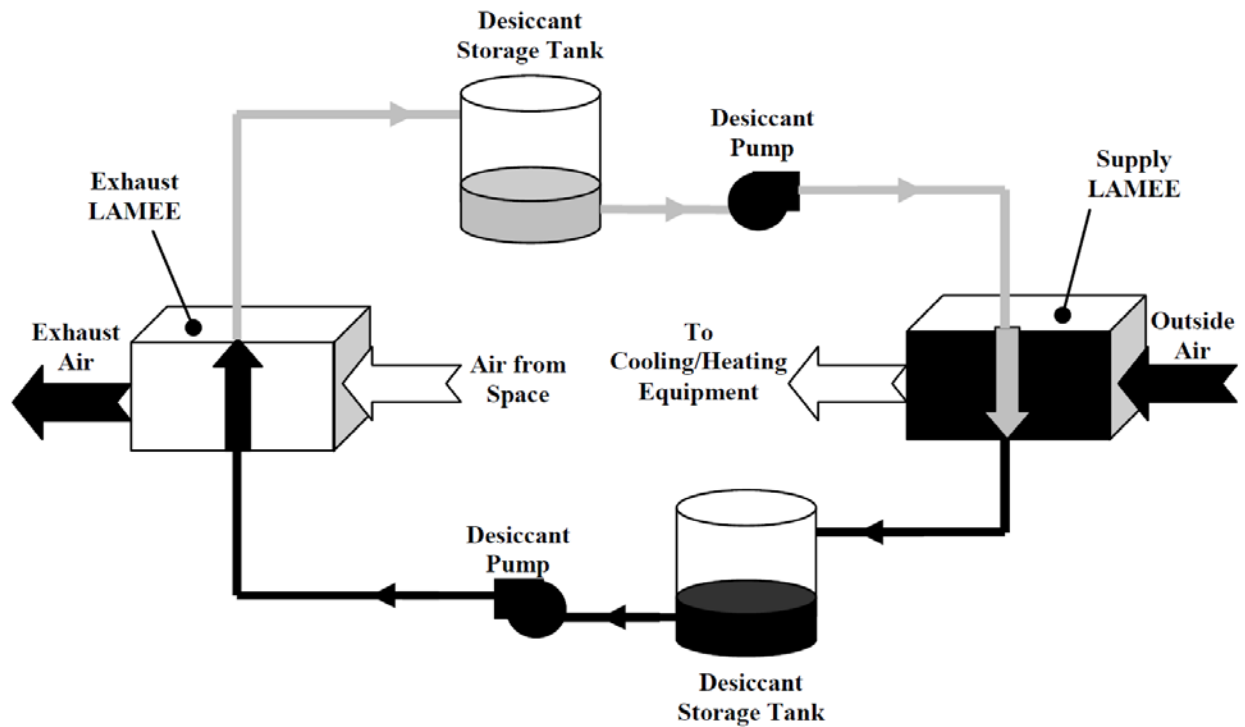 Desiccant
Storage Tank
Desiccant
Pump
Supply
LAMEE
Exhaust
LAMEE
Exhaust
Air
Air from
Space
To
Cooling/Heating
Equipment
Outside
Air
Desiccant
Pump
Desiccant
Storage Tank